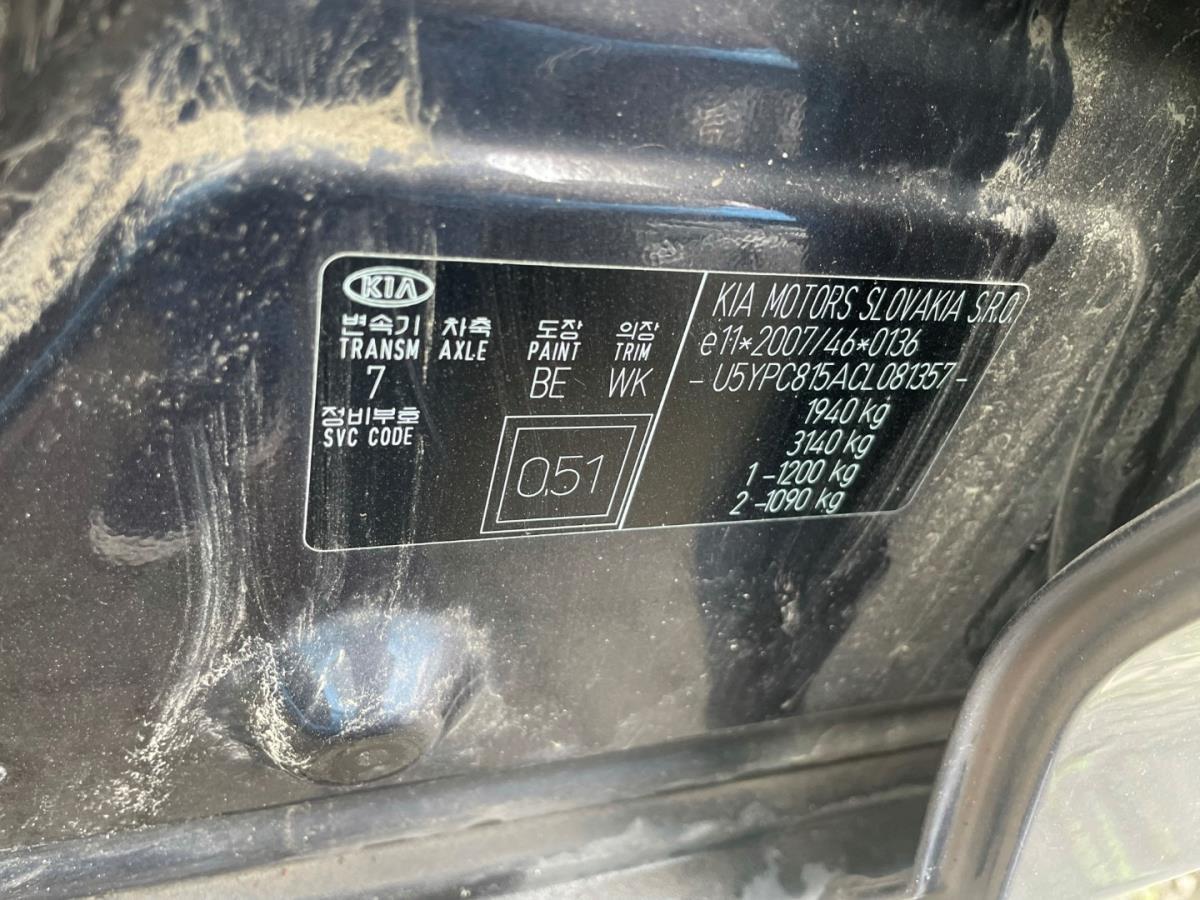 KIA
변속기 차축 도장 의장
TRANSM AXLE PAINT TRIM
7 BE WK
정비부호
SVC CODE
0.51
KIA MOTORS SLOVAKIA S.R.O.
e11*2007/46*0136
- U5YPC815ACL081357 -
1940 kg
3140 kg
1 - 1200 kg
2 - 1090 kg